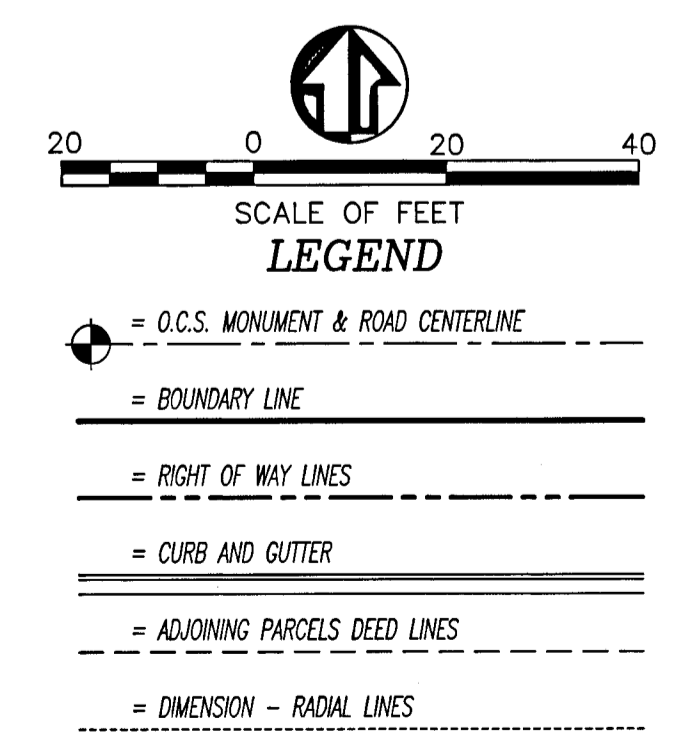 20 0 20 40
SCALE OF FEET
LEGEND
= O.C.S. MONUMENT & ROAD CENTERLINE
= BOUNDARY LINE
= RIGHT OF WAY LINES
= CURB AND GUTTER
= ADJOINING PARCELS DEED LINES
= DIMENSION - RADIAL LINES